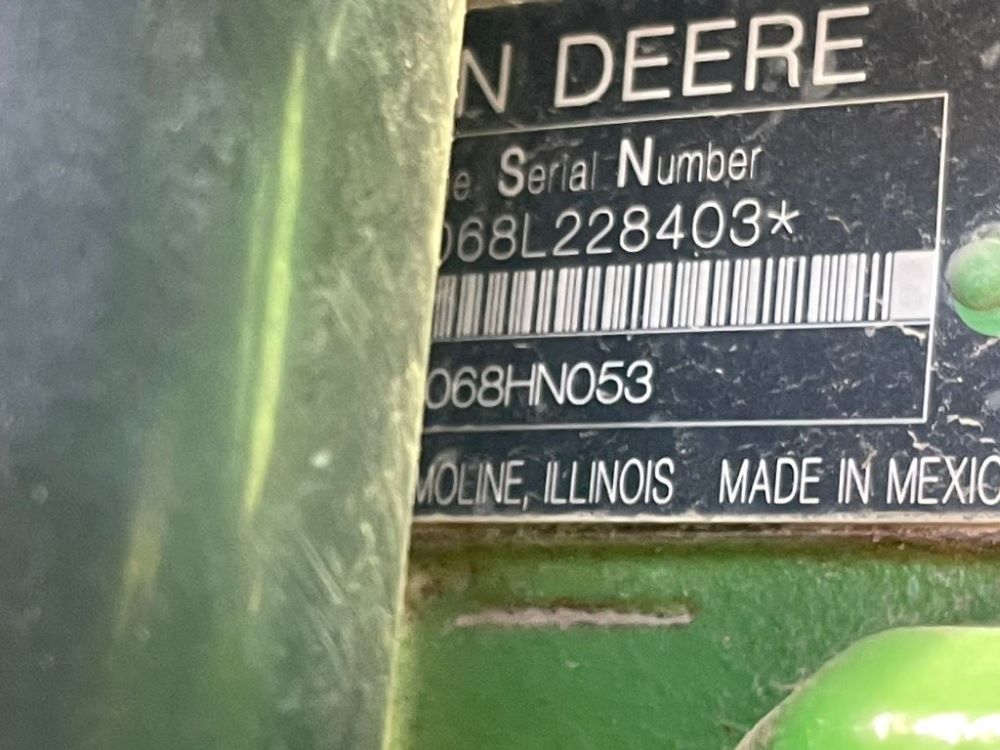 N DEERE
e Serial Number
068L228403*
068HN053
MOLINE, ILLINOIS MADE IN MEXIC